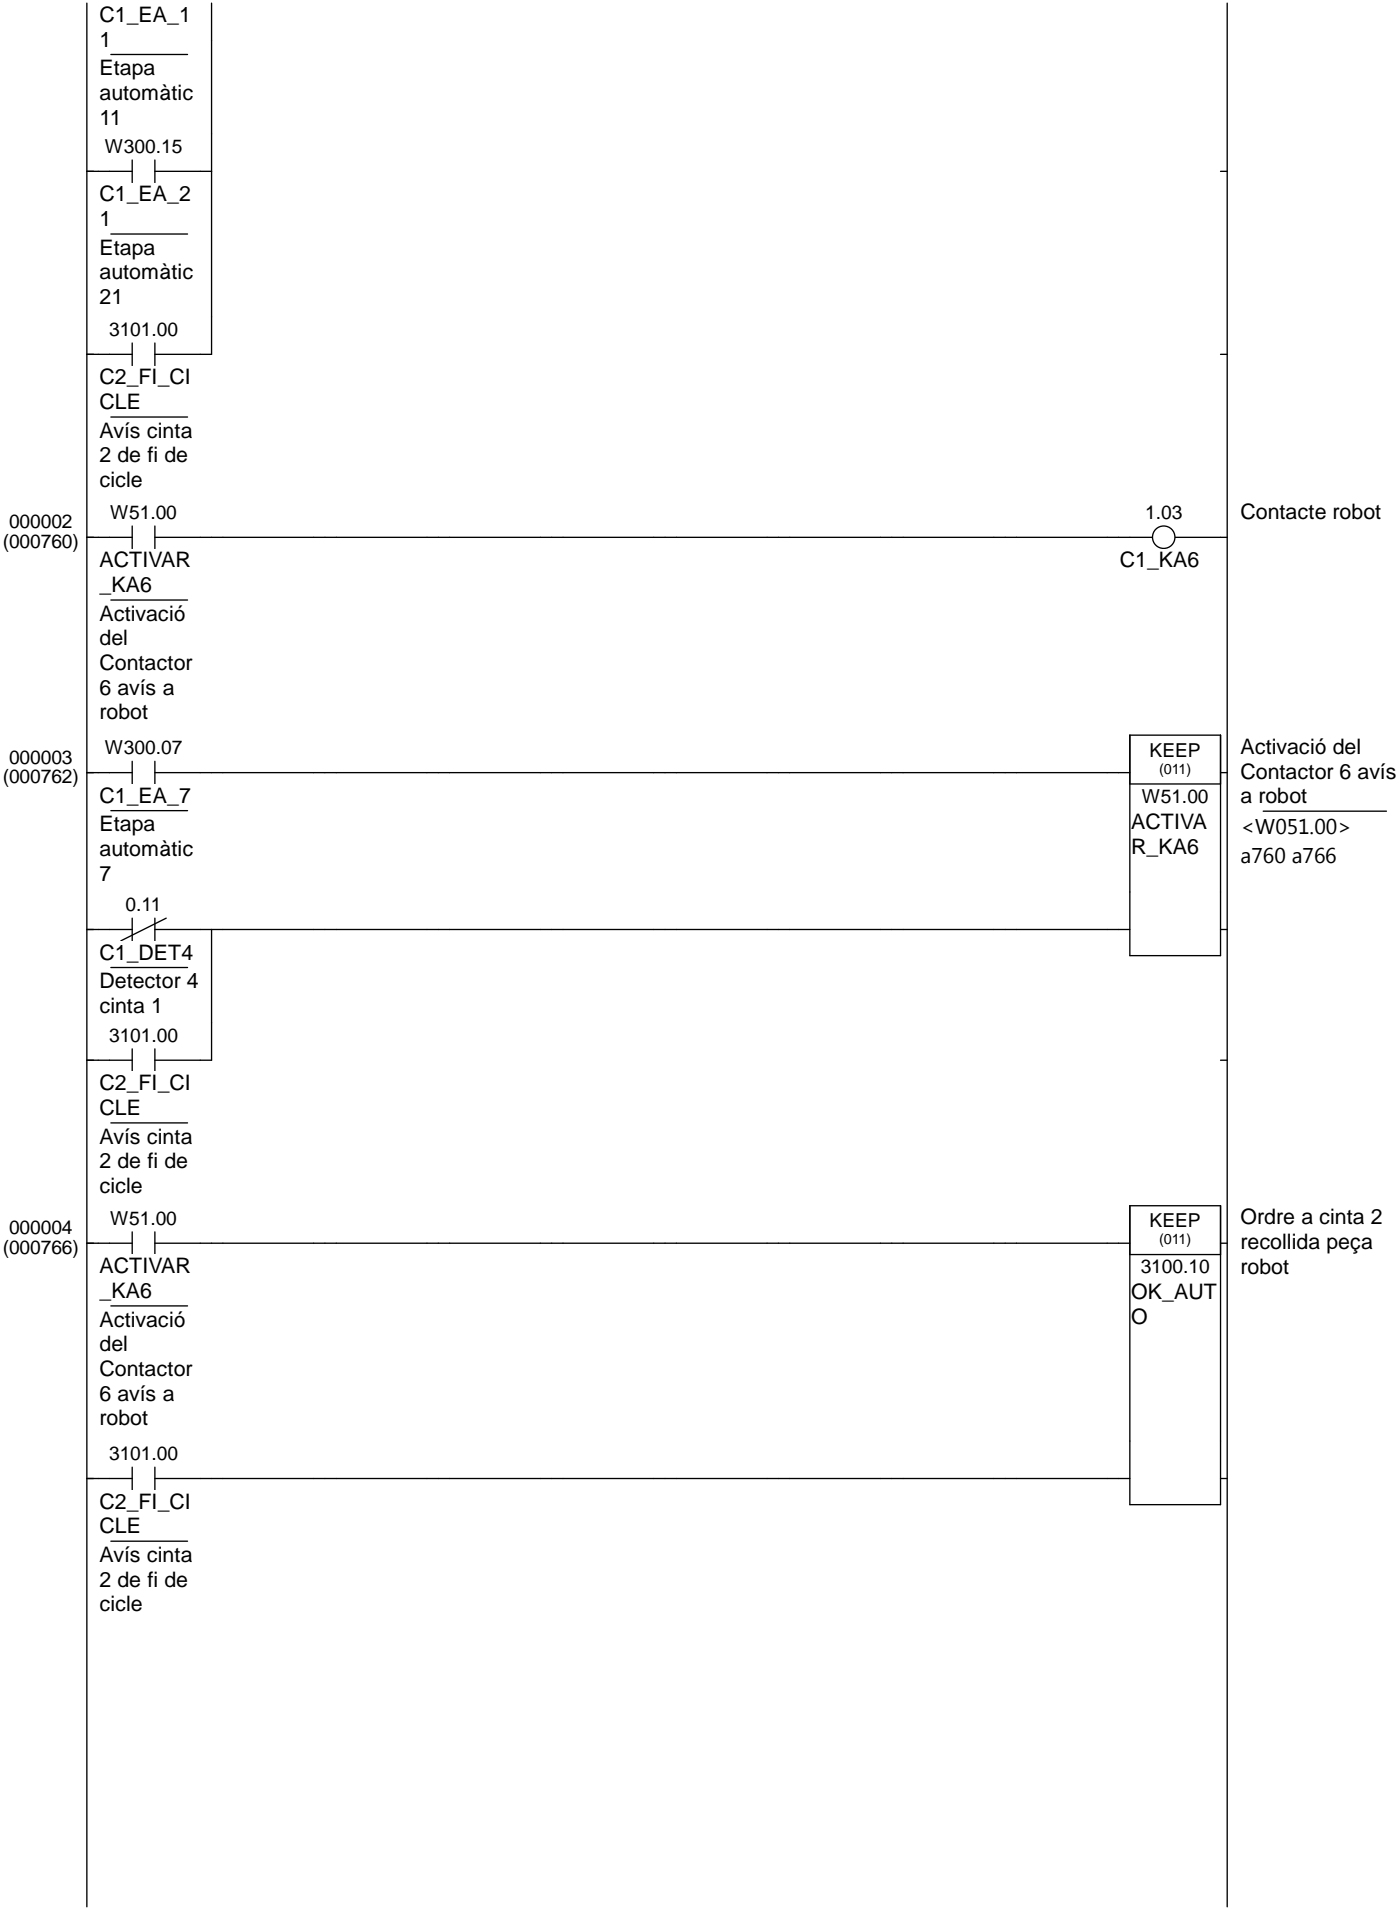 C1_EA_1
1
Etapa
automàtic
11
W300.15
C1_EA_2
1
Etapa
automàtic
21
3101.00
C2_FI_CI
CLE
Avís cinta
2 de fi de
cicle
000002
(000760)
W51.00
ACTIVAR
_KA6
Activació
del
Contactor
6 avís a
robot
1.03
C1_KA6
Contacte robot
000003
(000762)
W300.07
C1_EA_7
Etapa
automàtic
7
KEEP
(011)
W51.00
ACTIVA
R_KA6
Activació del
Contactor 6 avís
a robot
<W051.00>
a760 a766
0.11
C1_DET4
Detector 4
cinta 1
3101.00
C2_FI_CI
CLE
Avís cinta
2 de fi de
cicle
000004
(000766)
W51.00
ACTIVAR
_KA6
Activació
del
Contactor
6 avís a
robot
KEEP
(011)
3100.10
OK_AUT
O
Ordre a cinta 2
recollida peça
robot
3101.00
C2_FI_CI
CLE
Avís cinta
2 de fi de
cicle